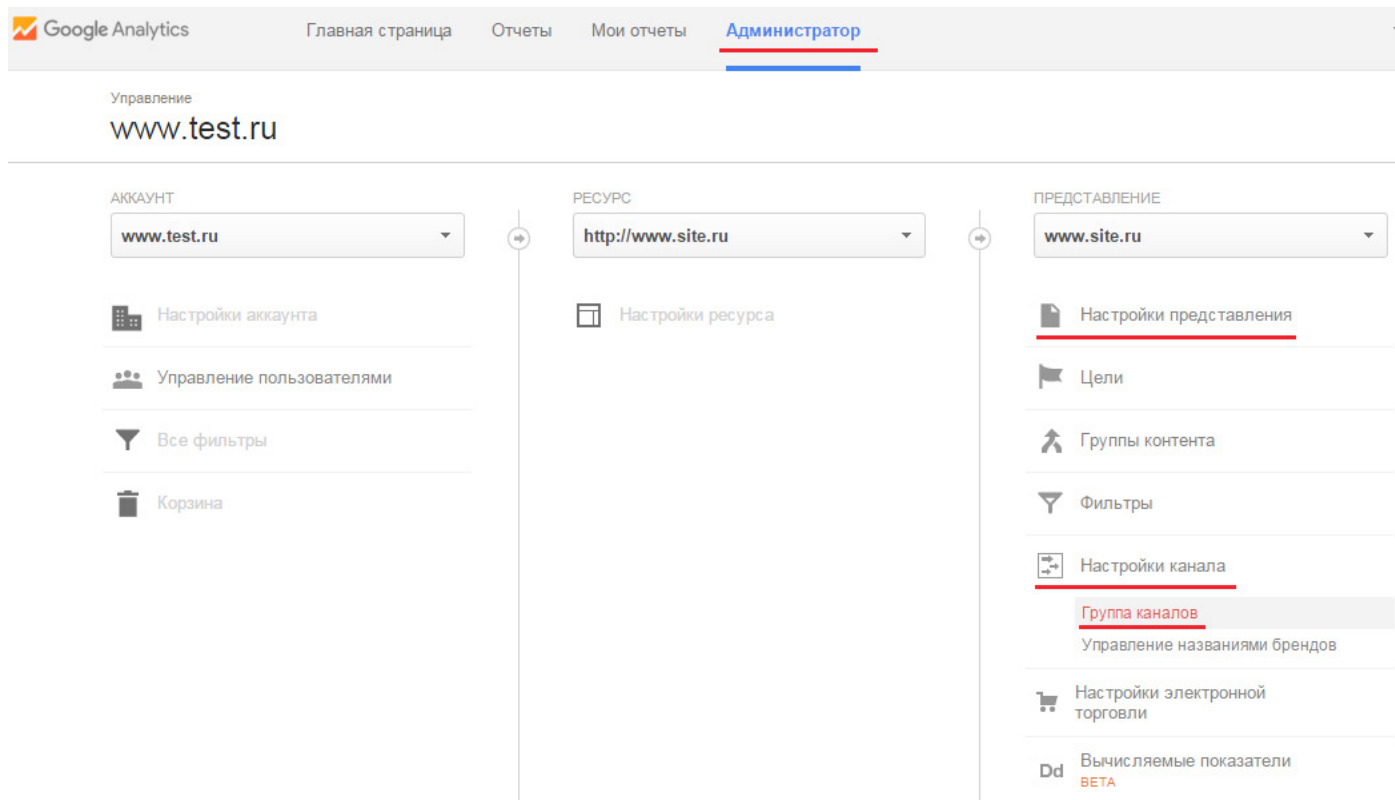 Google Analytics
Главная страница
Отчеты
Мои отчеты
Администратор
Управление
www.test.ru
АККАУНТ
www.test.ru
Настройки аккаунта
Управление пользователями
Все фильтры
Корзина
РЕСУРС
http://www.site.ru
Настройки ресурса
ПРЕДСТАВЛЕНИЕ
www.site.ru
Настройки представления
Цели
Группы контента
Фильтры
Настройки канала
Группа каналов
Управление названиями брендов
Настройки электронной
торговли
Dd
Вычисляемые показатели
BETA